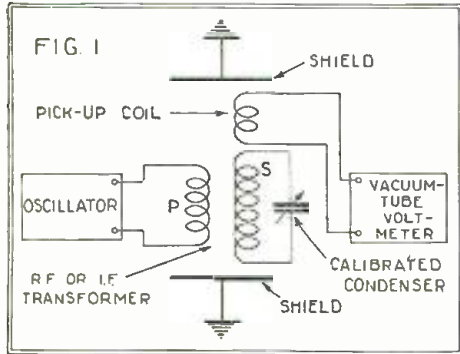 FIG. 1
SHIELD
PICK-UP COIL
OSCILLATOR
P
S
VACUUM-
TUBE
VOLT-
METER
R.F. OR I.F.
TRANSFORMER
CALIBRATED
CONDENSER
SHIELD